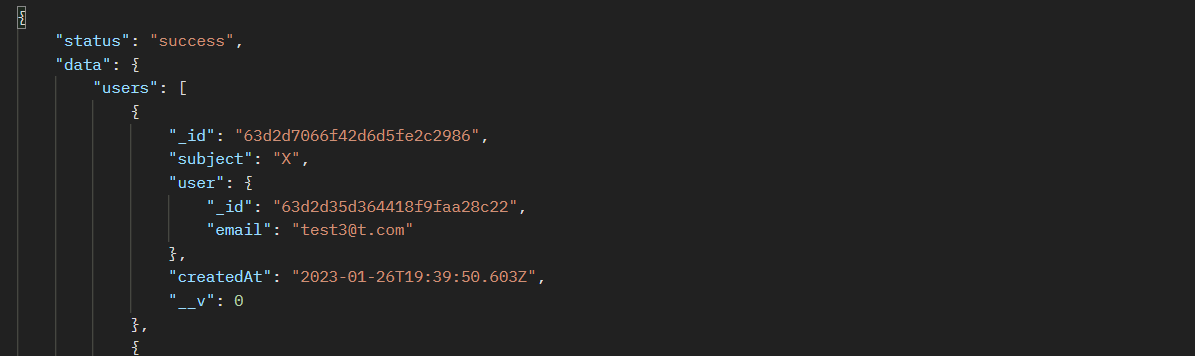 {
"status": "success",
"data": {
"users": [
{
"_id": "63d2d7066f42d6d5fe2c2986",
"subject": "X",
"user": {
"_id": "63d2d35d364418f9faa28c22",
"email": "test3@t.com"
},
"createdAt": "2023-01-26T19:39:50.603Z",
"__v": 0
},
{